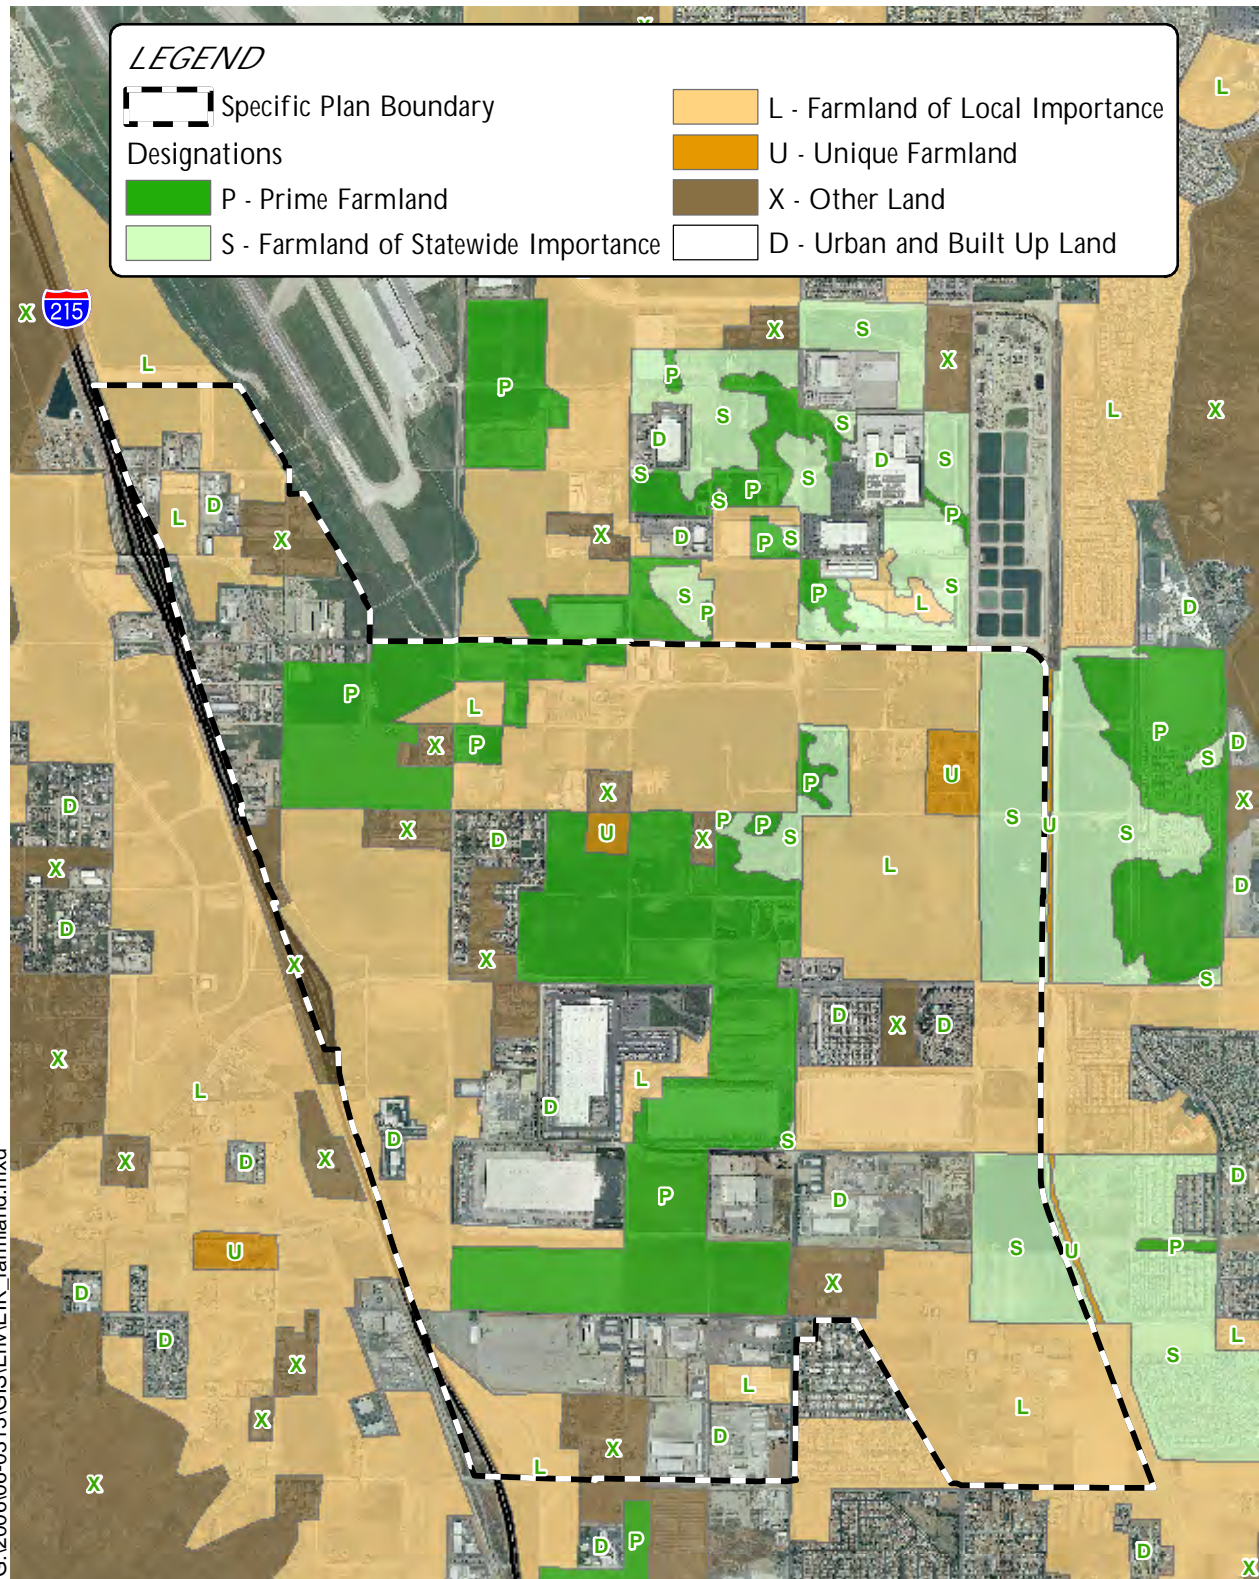 LEGEND
Specific Plan Boundary
Designations
P - Prime Farmland
S - Farmland of Statewide Importance
L - Farmland of Local Importance
U - Unique Farmland
X - Other Land
D - Urban and Built Up Land
X
L
X
215
L
P
X
S
X
P
S
S
D
L
X
S
S
D
S
L
D
P
S
P
X
X
D
P
S
S
P
S
P
L
D
P
L
X
P
P
S
D
X
P
U
X
D
X
D
U
X
P
P
S
S
U
S
L
X
D
D
X
X
S
D
X
D
X
L
L
D
D
S
X
D
X
P
D
D
U
S
U
P
X
D
D
L
X
S
L
L
X
D
X
L
X
D
P
D
X